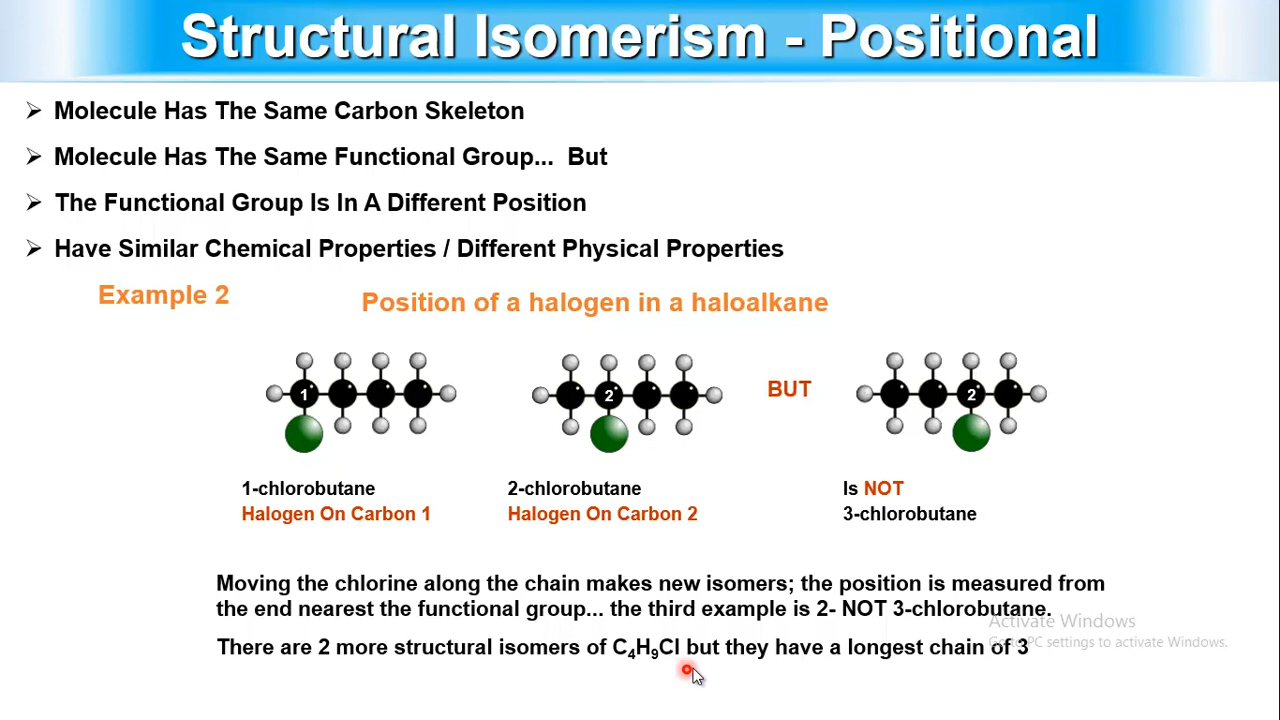 Structural Isomerism - Positional
Molecule Has The Same Carbon Skeleton
Molecule Has The Same Functional Group... But
The Functional Group Is In A Different Position
Have Similar Chemical Properties / Different Physical Properties
Example 2
Position of a halogen in a haloalkane
1
2
BUT
2
1-chlorobutane
Halogen On Carbon 1
2-chlorobutane
Halogen On Carbon 2
Is NOT
3-chlorobutane
Moving the chlorine along the chain makes new isomers; the position is measured from
the end nearest the functional group... the third example is 2- NOT 3-chlorobutane.
There are 2 more structural isomers of C₄H₉Cl but they have a longest chain of 3
Activate Windows
Go to PC settings to activate Windows.